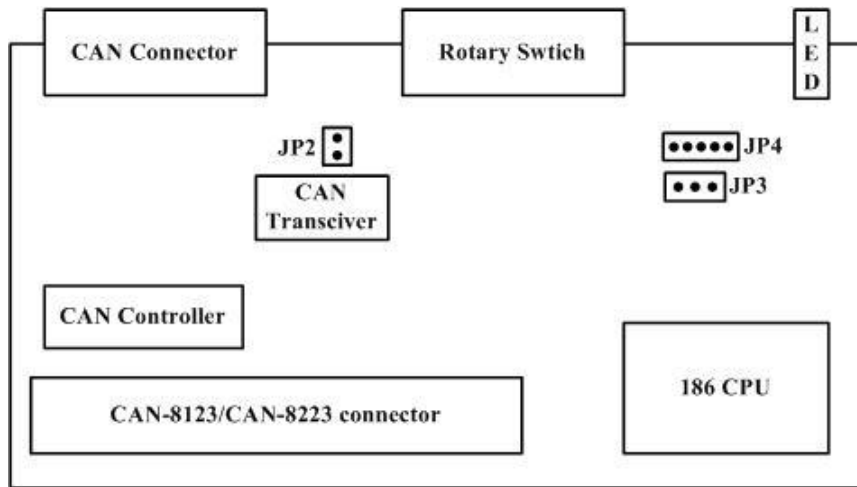 CAN Connector
Rotary Swtich
L
E
D
JP2
JP4
JP3
CAN
Transciver
CAN Controller
186 CPU
CAN-8123/CAN-8223 connector